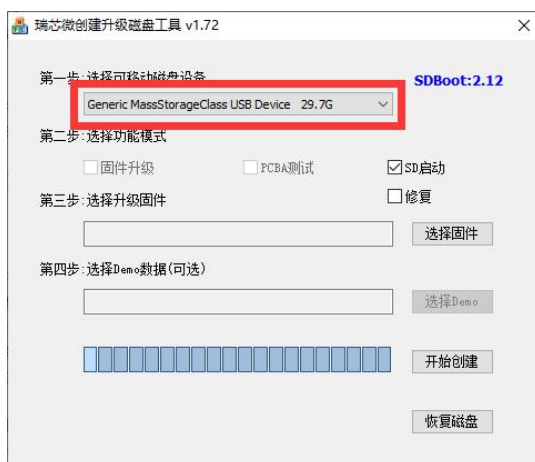 瑞芯微创建升级磁盘工具 v1.72
第一步:选择可移动磁盘设备
SDBoot:2.12
Generic MassStorageClass USB Device 29.7G
第二步:选择功能模式
固件升级
PCBA测试
SD启动
第三步:选择升级固件
修复
选择固件
第四步:选择Demo数据(可选)
选择Demo
开始创建
恢复磁盘